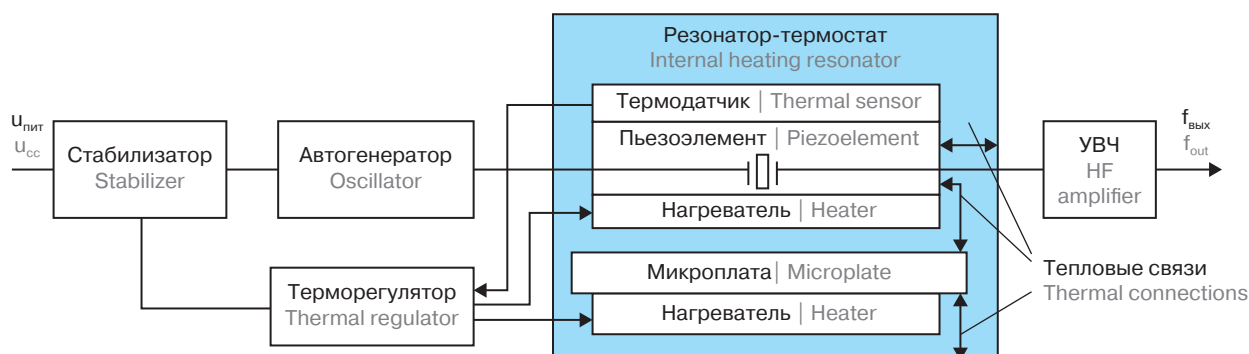 Резонатор-термостат
Internal heating resonator
Термодатчик | Thermal sensor
uпит
ucc
Стабилизатор
Stabilizer
Автогенератор
Oscillator
Пьезоэлемент | Piezoelement
fвых
fout
УВЧ
HF
amplifier
Нагреватель | Heater
Терморегулятор
Thermal regulator
Микроплата | Microplate
Нагреватель | Heater
Тепловые связи
Thermal connections